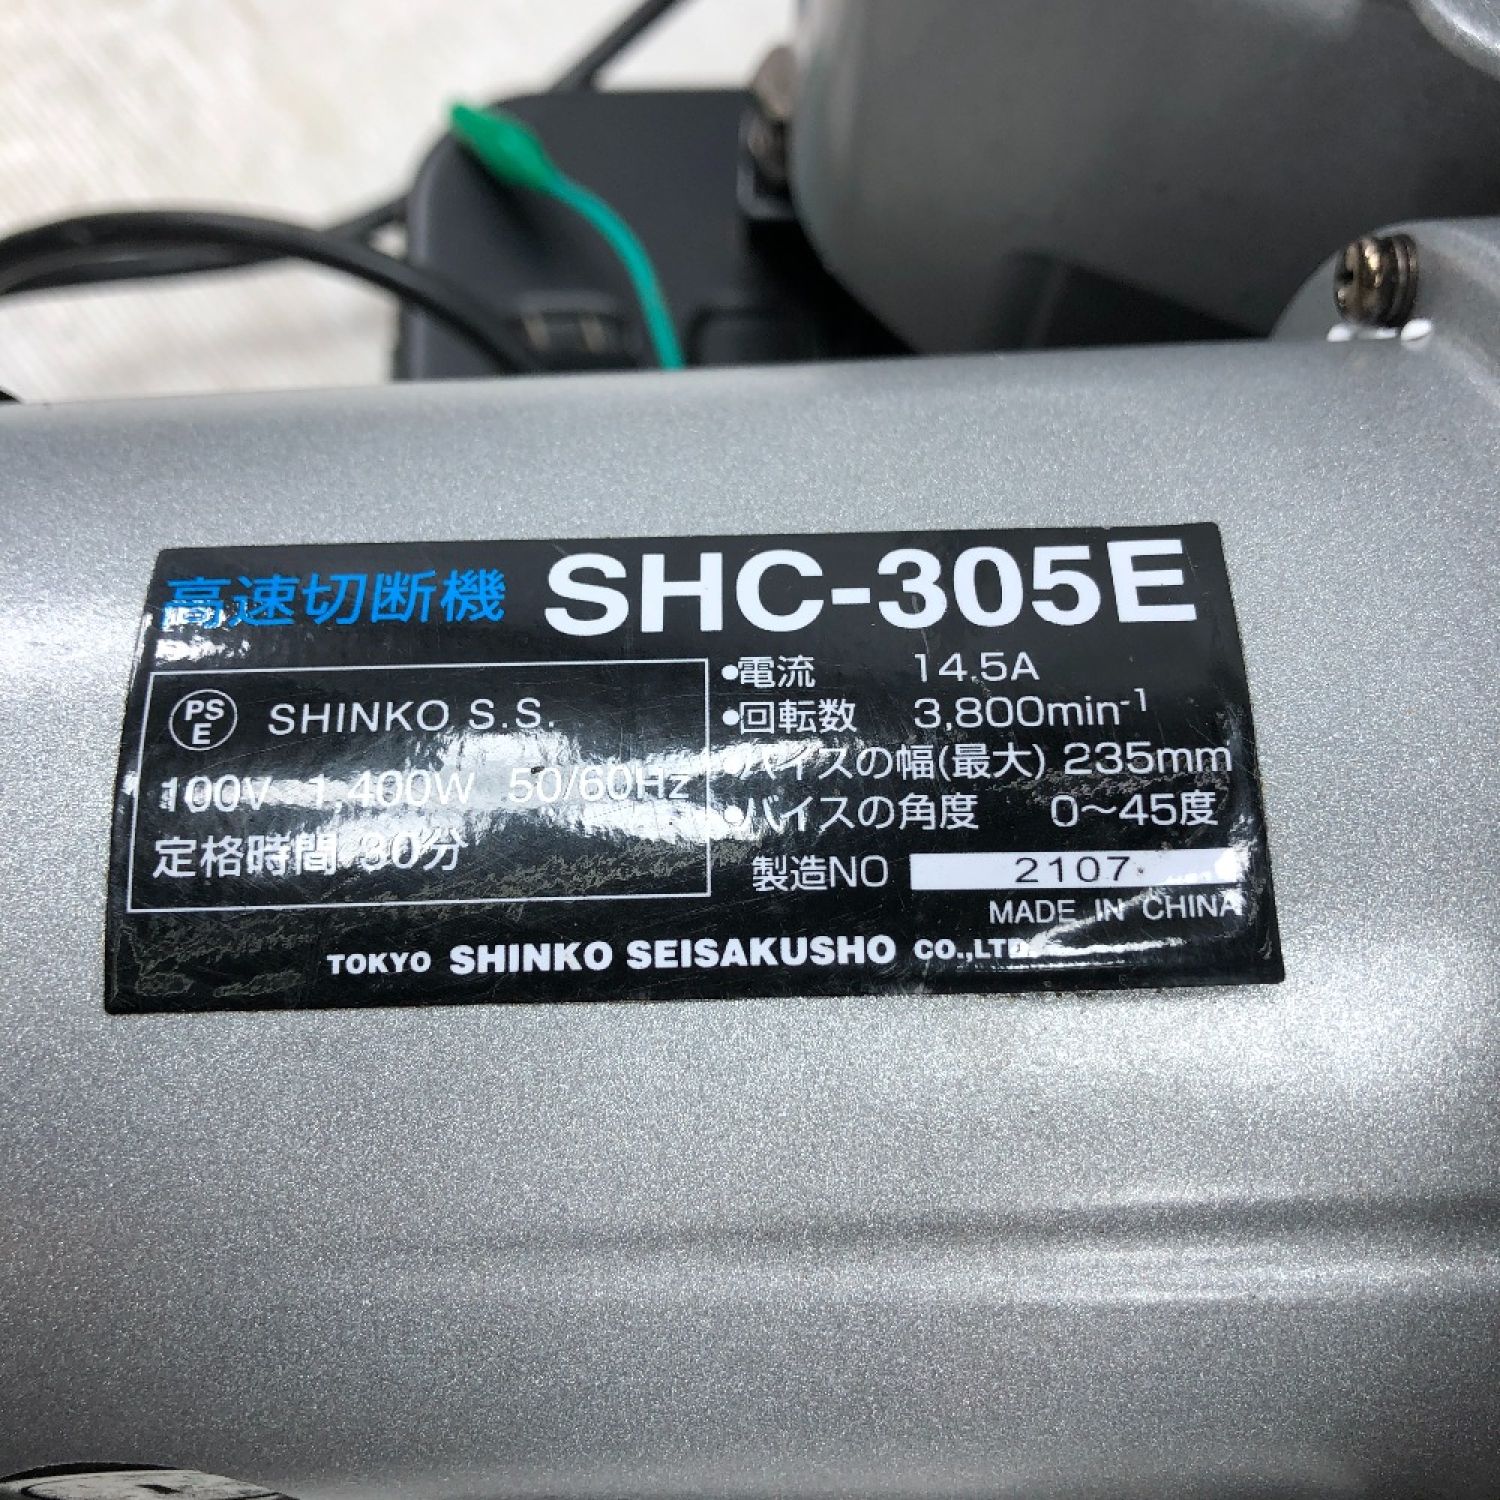 高速切断機 SHC-305E
PSE SHINKO S.S.
100V 1,400W 50/60Hz
定格時間 30分
•電流 14.5A
•回転数 3,800min⁻¹
•バイスの幅(最大) 235mm
•バイスの角度 0〜45度
製造NO 2107
MADE IN CHINA
TOKYO SHINKO SEISAKUSHO CO.,LTD.